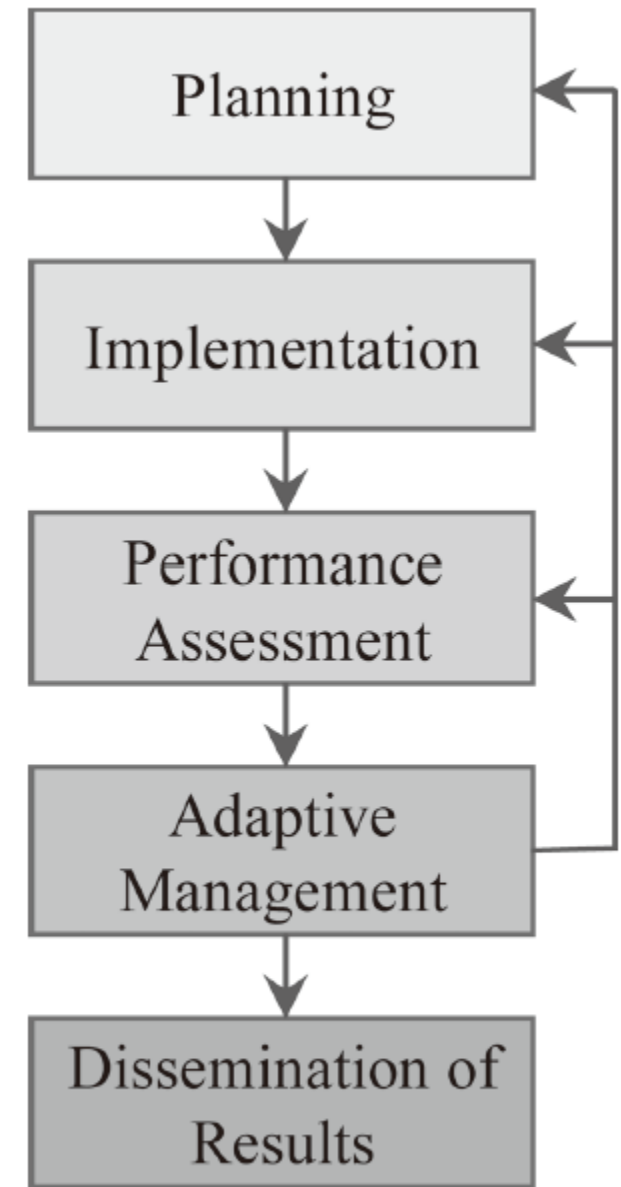 Planning
Implementation
Performance
Assessment
Adaptive
Management
Dissemination of
Results